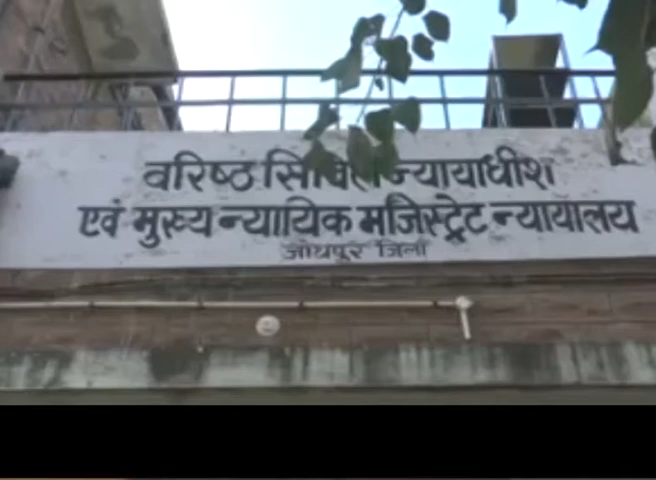 वरिष्ठ सिविल न्यायाधीश
एवं मुख्य न्यायिक मजिस्ट्रेट न्यायालय
जोधपुर जिला